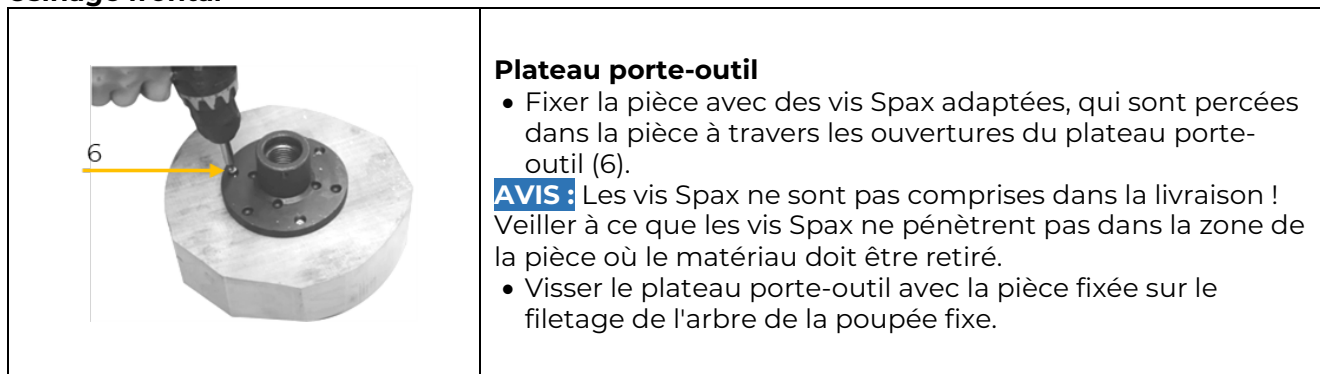 6
Plateau porte-outil
• Fixer la pièce avec des vis Spax adaptées, qui sont percées
dans la pièce à travers les ouvertures du plateau porte-
outil (6).
AVIS : Les vis Spax ne sont pas comprises dans la livraison !
Veiller à ce que les vis Spax ne pénètrent pas dans la zone de
la pièce où le matériau doit être retiré.
• Visser le plateau porte-outil avec la pièce fixée sur le
filetage de l'arbre de la poupée fixe.